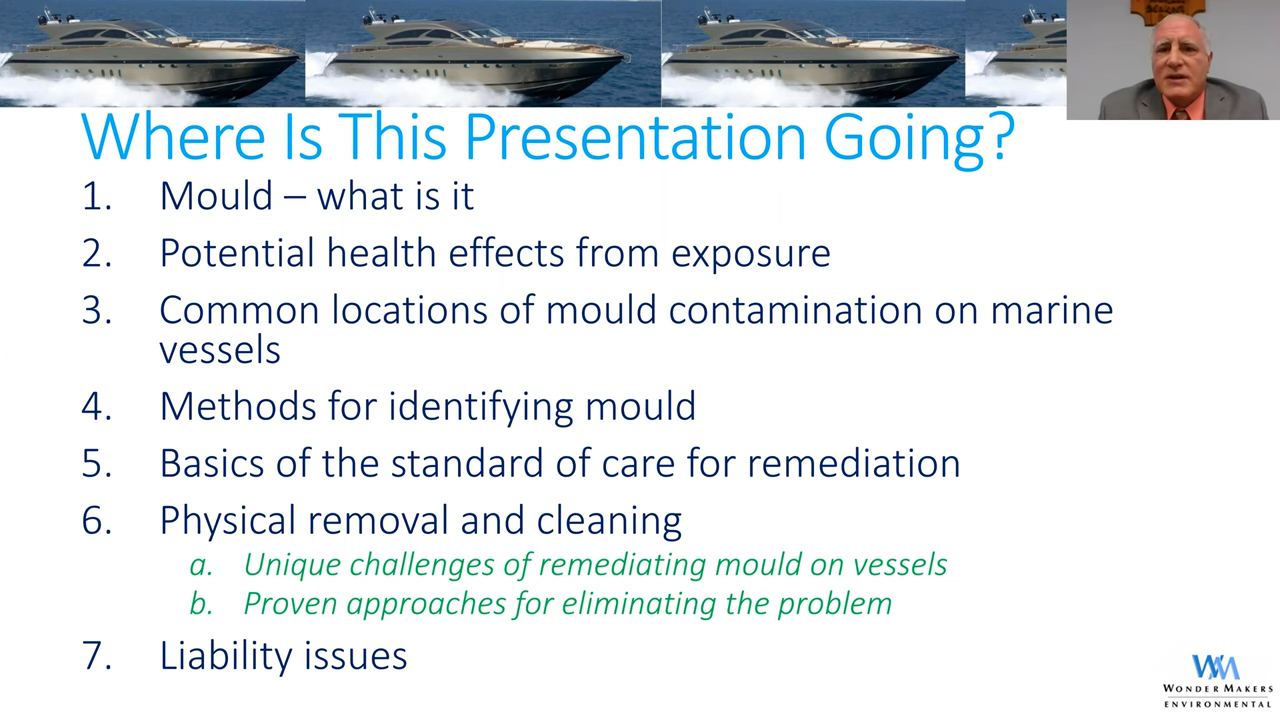 Where Is This Presentation Going?
1. Mould – what is it
2. Potential health effects from exposure
3. Common locations of mould contamination on marine
vessels
4. Methods for identifying mould
5. Basics of the standard of care for remediation
6. Physical removal and cleaning
a. Unique challenges of remediating mould on vessels
b. Proven approaches for eliminating the problem
7. Liability issues
WM
WONDER MAKERS
ENVIRONMENTAL